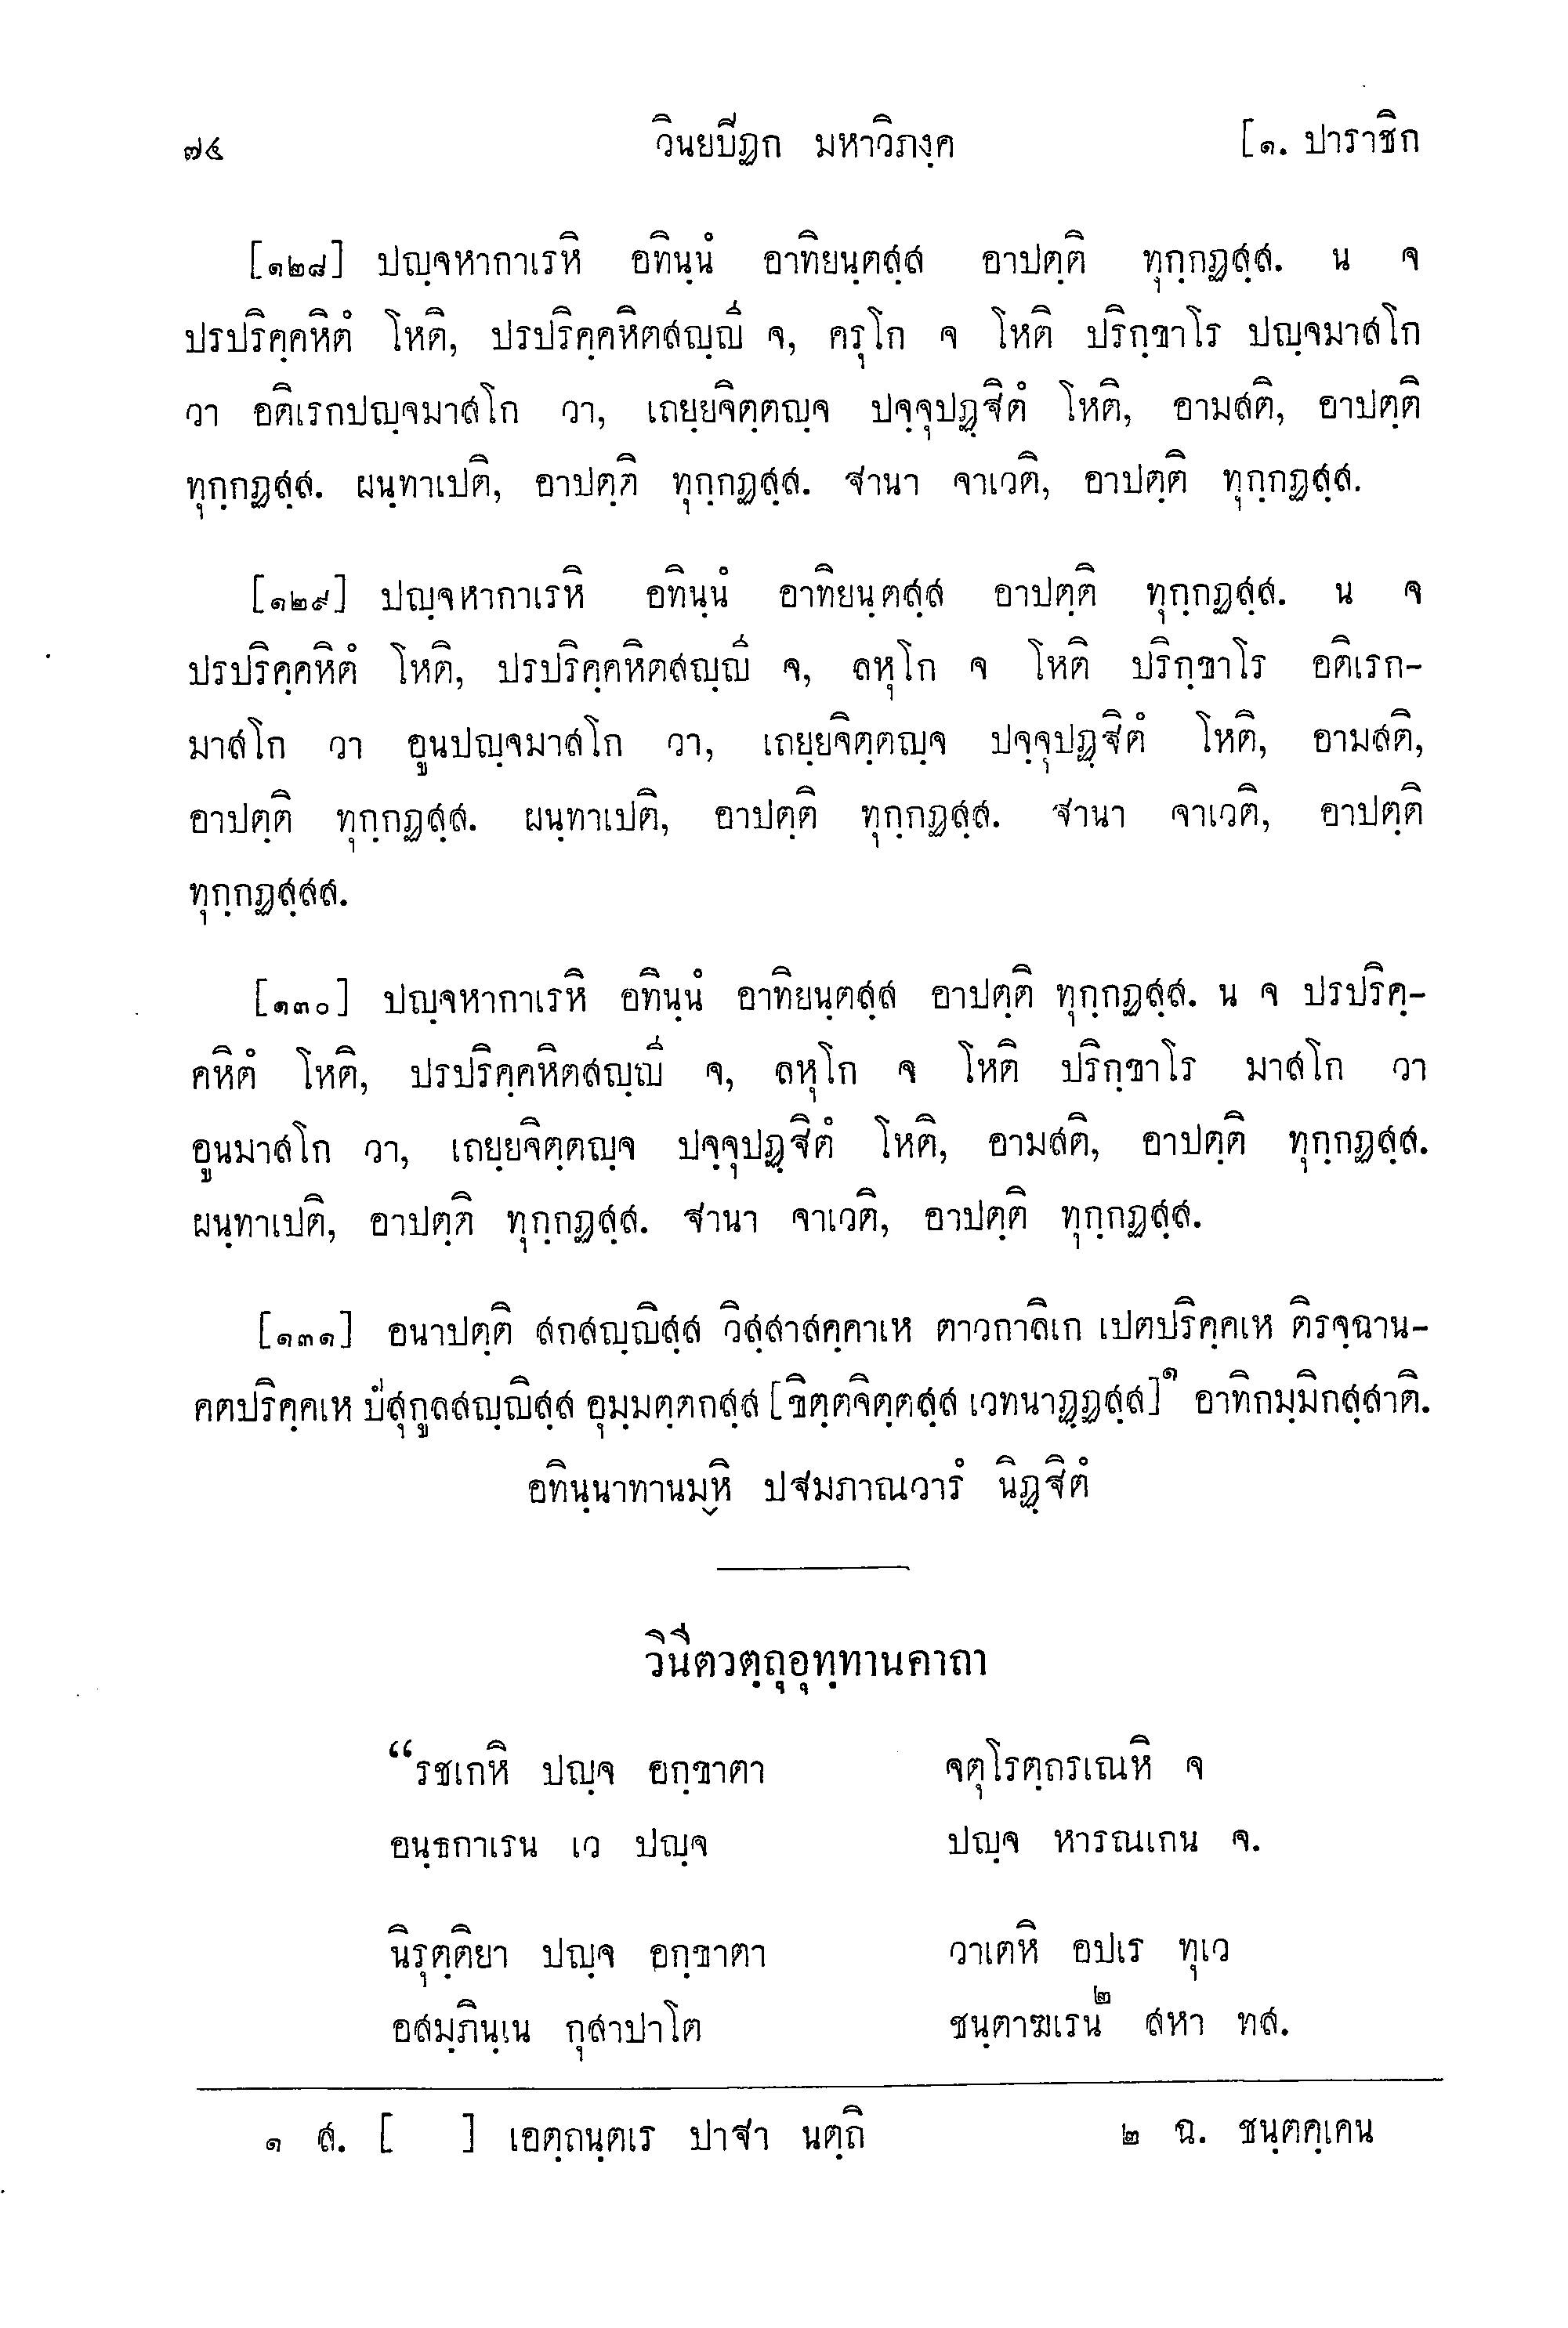 ๗๔ วินยปิฏก มหาวิภงฺค [๑. ปาราชิก
[๑๒๘] ปญฺจหากาเรหิ อทินฺนํ อาทิยนฺตสฺส อาปตฺติ ทุกฺกฏสฺส. น จ
ปรปริคฺคหิตํ โหติ, ปรปริคฺคหิตสญฺญี จ, ครุโก จ โหติ ปริกฺขาโร ปญฺจมาสโก
วา อติเรกปญฺจมาสโก วา, เถยฺยจิตฺตญฺจ ปจฺจุปฏฺฐิตํ โหติ, อามสติ, อาปตฺติ
ทุกฺกฏสฺส. ผนฺทาเปติ, อาปตฺติ ทุกฺกฏสฺส. ฐานา จาเวติ, อาปตฺติ ทุกฺกฏสฺส.
[๑๒๙] ปญฺจหากาเรหิ อทินฺนํ อาทิยนฺตสฺส อาปตฺติ ทุกฺกฏสฺส. น จ
ปรปริคฺคหิตํ โหติ, ปรปริคฺคหิตสญฺญี จ, ลหุโก จ โหติ ปริกฺขาโร อติเรก-
มาสโก วา อูนปญฺจมาสโก วา, เถยฺยจิตฺตญฺจ ปจฺจุปฏฺฐิตํ โหติ, อามสติ,
อาปตฺติ ทุกฺกฏสฺส. ผนฺทาเปติ, อาปตฺติ ทุกฺกฏสฺส. ฐานา จาเวติ, อาปตฺติ
ทุกฺกฏสฺสส.
[๑๓๐] ปญฺจหากาเรหิ อทินฺนํ อาทิยนฺตสฺส อาปตฺติ ทุกฺกฏสฺส. น จ ปรปริคฺ-
คหิตํ โหติ, ปรปริคฺคหิตสญฺญี จ, ลหุโก จ โหติ ปริกฺขาโร มาสโก วา
อูนมาสโก วา, เถยฺยจิตฺตญฺจ ปจฺจุปฏฺฐิตํ โหติ, อามสติ, อาปตฺติ ทุกฺกฏสฺส.
ผนฺทาเปติ, อาปตฺติ ทุกฺกฏสฺส. ฐานา จาเวติ, อาปตฺติ ทุกฺกฏสฺส.
[๑๓๑] อนาปตฺติ สกสญฺญิสฺส วิสฺสาสคฺคาเห ตาวกาลิเก เปตปริคฺคเห ติรจฺฉาน-
คตปริคฺคเห ปํสุกูลสญฺญิสฺส อุมฺมตฺตกสฺส [ขิตฺตจิตฺตสฺส เวทนาฏฺฏสฺส]๑ อาทิกมฺมิกสฺสาติ.
อทินฺนาทานมฺหิ ปฐมภาณวารํ นิฏฺฐิตํ
วินีตวตฺถุอุทฺทานคาถา
“รชเกหิ ปญฺจ อกฺขาตา จตุโรตฺถรเณหิ จ
อนฺธกาเรน เว ปญฺจ ปญฺจ หารณเกน จ.
นิรุตฺติยา ปญฺจ อกฺขาตา วาเตหิ อปเร ทุเว
อสมฺภินฺเน กุสาปาโต ชนฺตาฆเรน๒ สหา ทส.
๑ ส. [ ] เอตฺถนฺตเร ปาฐา นตฺถิ ๒ ฉ. ชนฺตคฺเคน